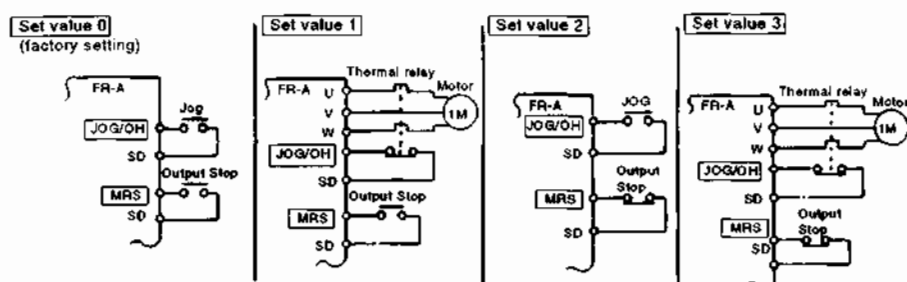 Set value 0
(factory setting)
FR-A
Jog
JOG/OH
SD
Output Stop
MRS
SD
Set value 1
Thermal relay
FR-A
U
Motor
V
1M
W
JOG/OH
SD
Output Stop
MRS
SD
Set value 2
FR-A
JOG
JOG/OH
SD
Output
Stop
MRS
SD
Set value 3
Thermal relay
FR-A
U
Motor
V
1M
W
JOG/OH
SD
Output
Stop
MRS
SD